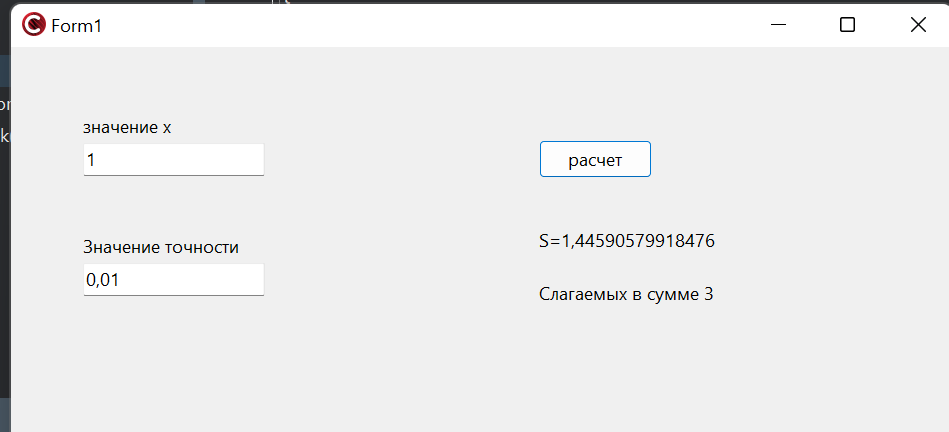 Form1
значение x
1
расчет
Значение точности
0,01
S=1,44590579918476
Слагаемых в сумме 3